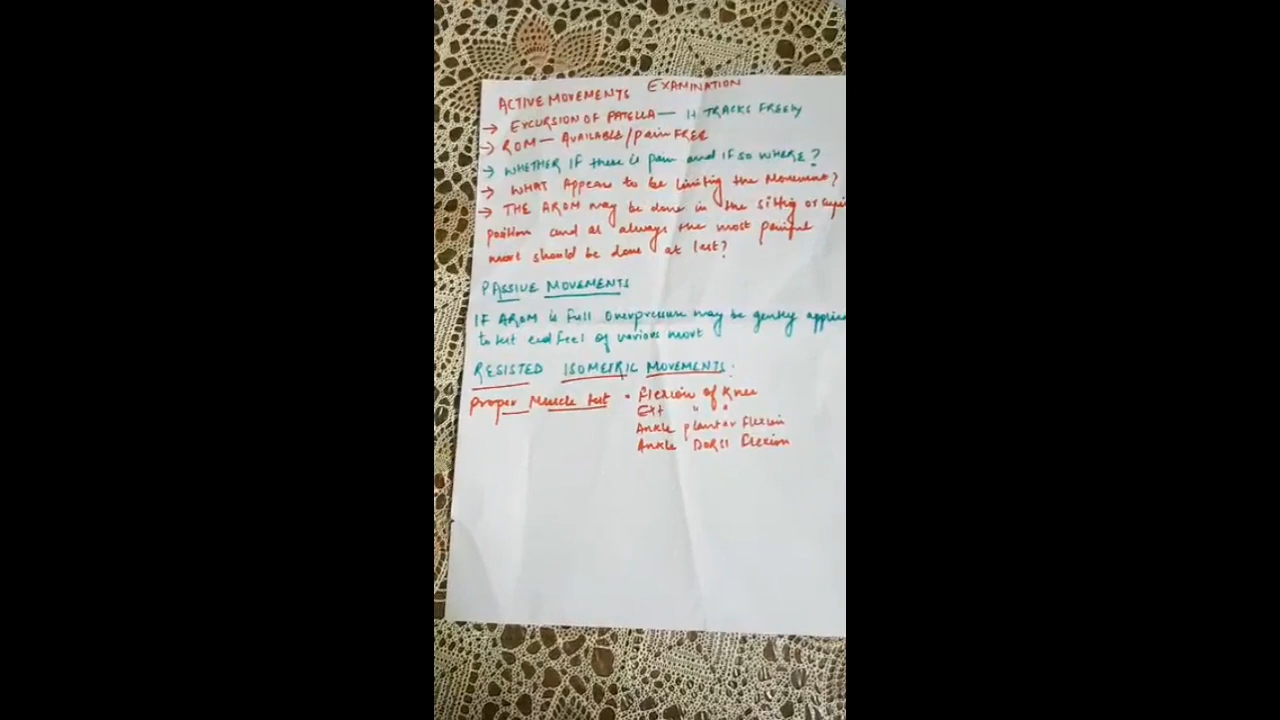 ACTIVE MOVEMENTS EXAMINATION
→ EXCURSION OF PATELLA — It TRACKS FREELY
→ ROM — AVAILABLE/pain FREE
→ WHETHER IF there is pain and IF SO WHERE?
→ WHAT Appears to be limiting the Movement?
→ THE AROM may be done in the sitting or supi
position and as always the most painful
movt should be done at last?
PASSIVE MOVEMENTS
IF AROM is full Overpressure may be gently applie
to test end feel of various movt
RESISTED ISOMETRIC MOVEMENTS:
Proper Muscle test • Flexion of Knee
Ext " "
Ankle plantar flexion
Ankle DORSI flexion